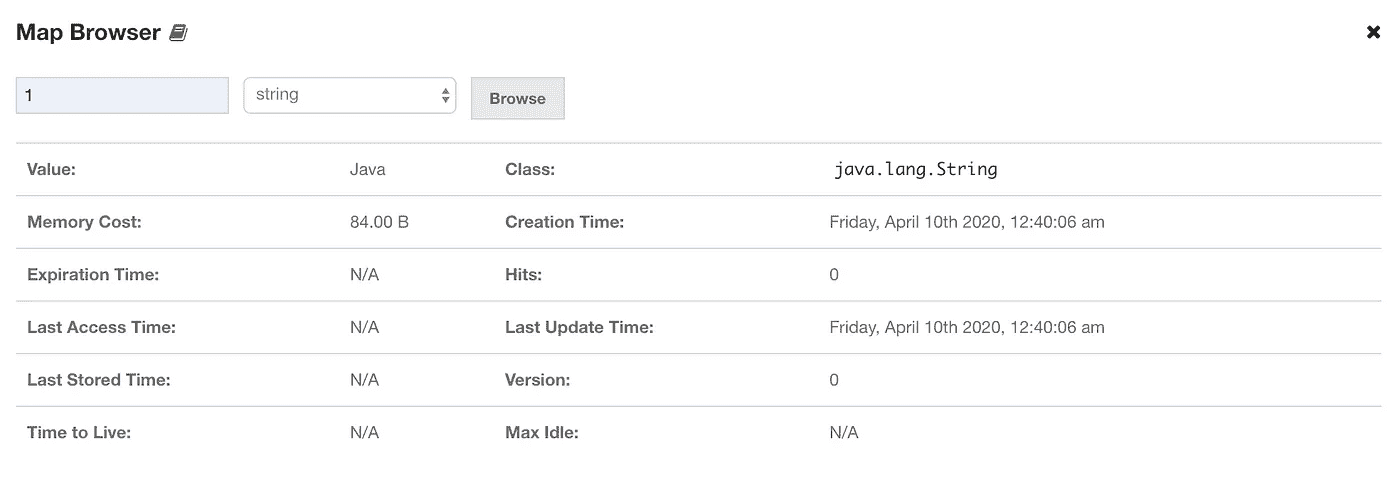 Map Browser
1 string Browse
Value: Java Class: java.lang.String
Memory Cost: 84.00 B Creation Time: Friday, April 10th 2020, 12:40:06 am
Expiration Time: N/A Hits: 0
Last Access Time: N/A Last Update Time: Friday, April 10th 2020, 12:40:06 am
Last Stored Time: N/A Version: 0
Time to Live: N/A Max Idle: N/A